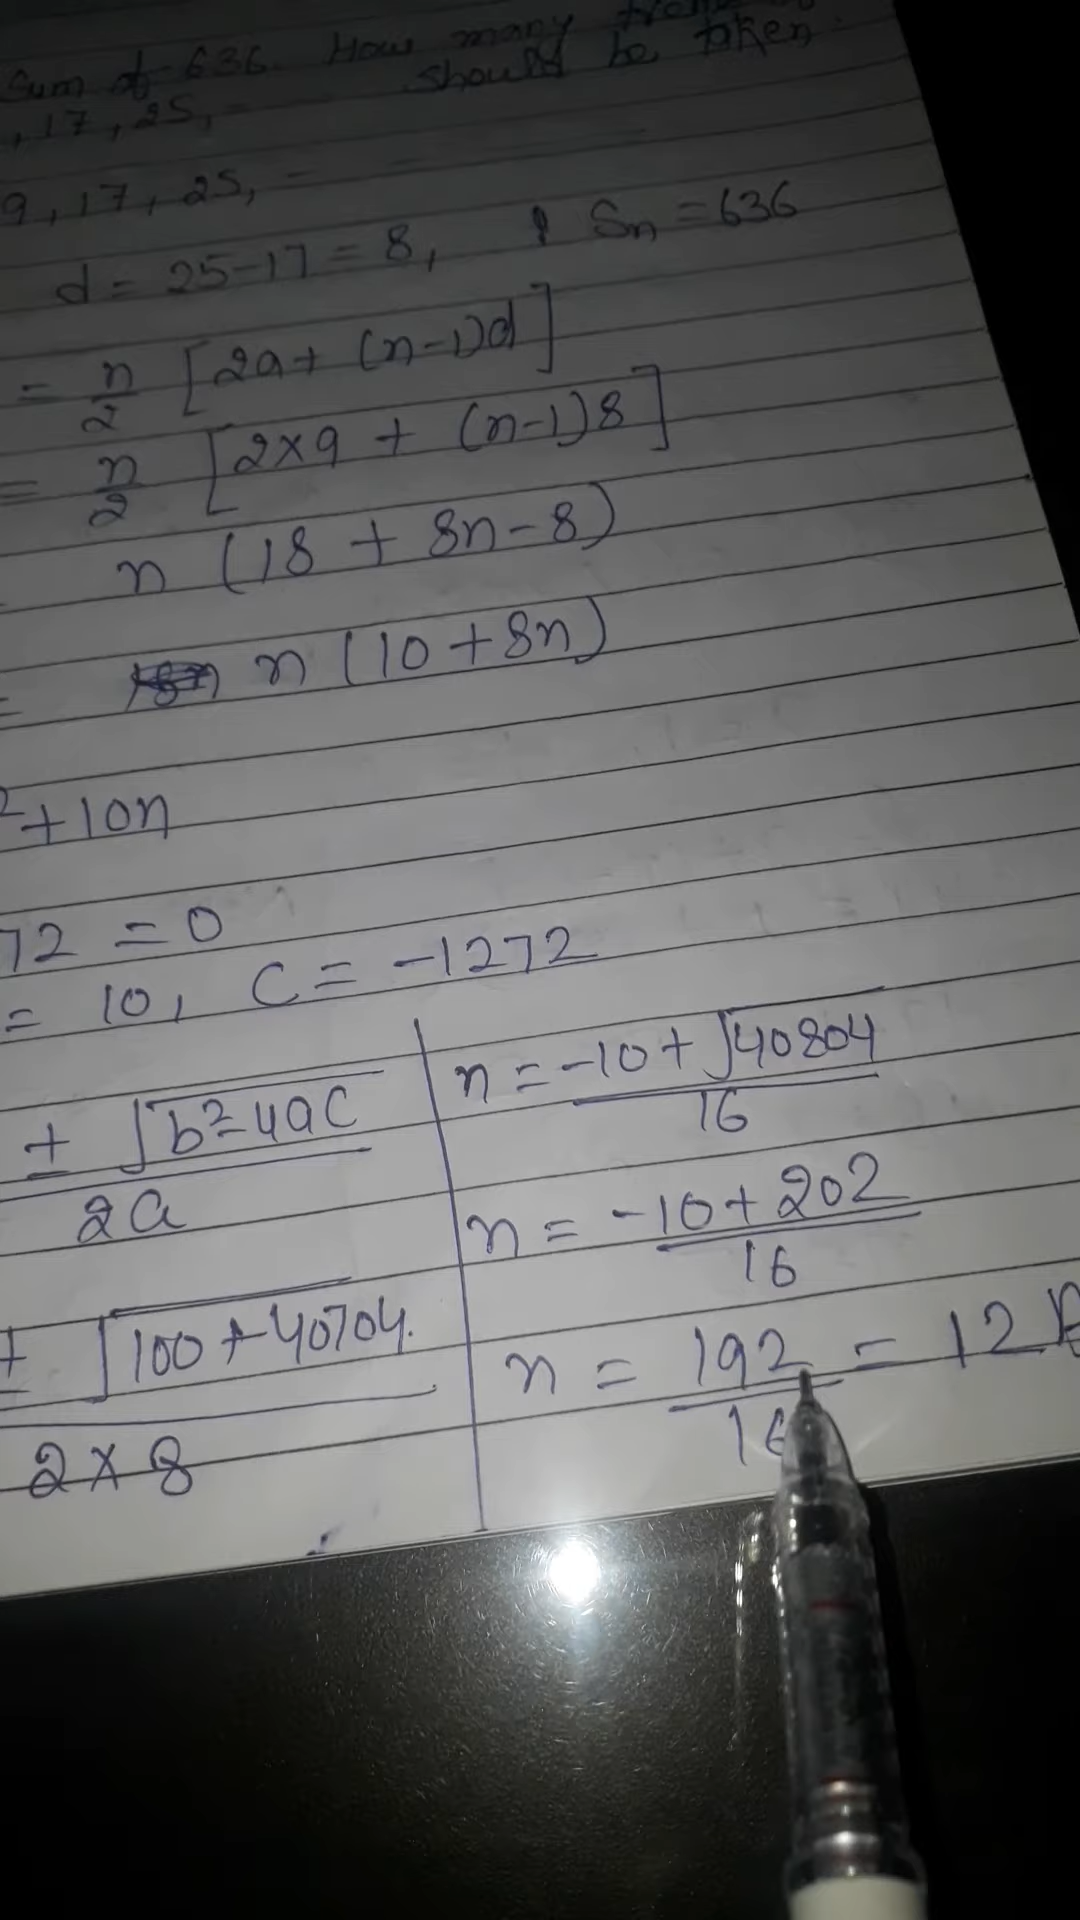 Sum of 636. How many
should be taken
, 17, 25,
9, 17, 25, -
d = 25-17 = 8, Sn = 636
= n/2 [2a + (n-1)d]
= n/2 [2×9 + (n-1)8]
n (18 + 8n-8)
= n (10 + 8n)
2 + 10n
72 = 0
= 10, C = -1272
± √b²-4ac
2a
± √100+40704.
2 × 8
n = -10 + √40804
16
n = -10 + 202
16
n = 192 = 12
16